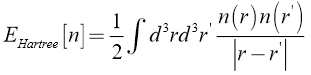 E_{Hartree}[n] = \frac{1}{2} \int d^3r d^3r^' \frac{n(r)n(r^')}{|r - r^'|}